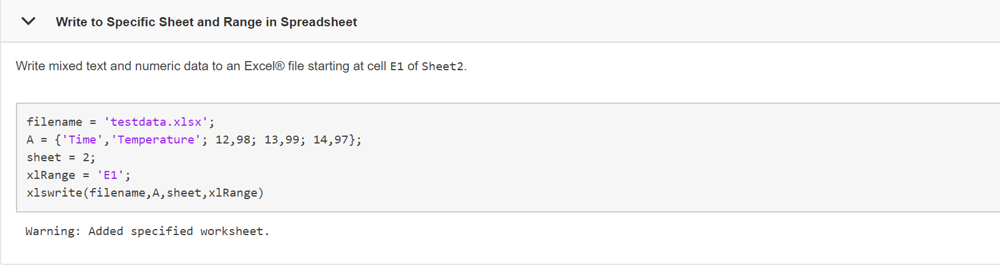 Write to Specific Sheet and Range in Spreadsheet
Write mixed text and numeric data to an Excel® file starting at cell E1 of Sheet2.
filename = 'testdata.xlsx';
A = {'Time','Temperature'; 12,98; 13,99; 14,97};
sheet = 2;
xlRange = 'E1';
xlswrite(filename,A,sheet,xlRange)
Warning: Added specified worksheet.